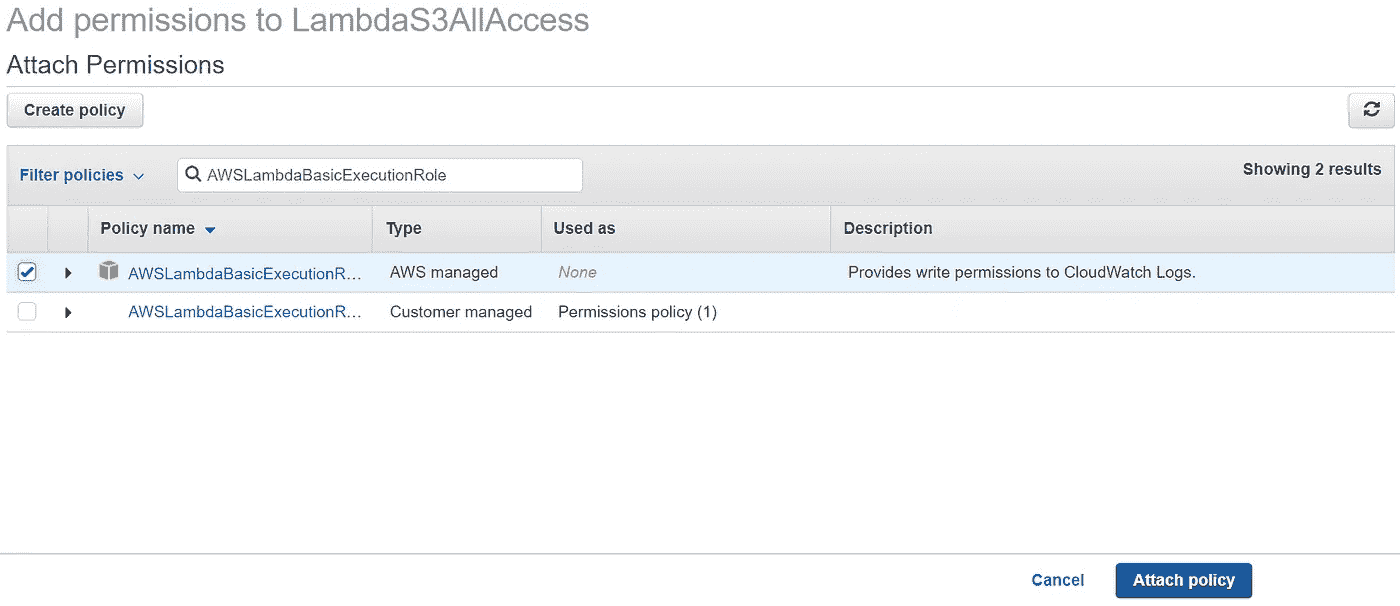 Add permissions to LambdaS3AllAccess
Attach Permissions
Create policy
Filter policies AWSLambdaBasicExecutionRole Showing 2 results
Policy name Type Used as Description
AWSLambdaBasicExecutionR... AWS managed None Provides write permissions to CloudWatch Logs.
AWSLambdaBasicExecutionR... Customer managed Permissions policy (1)
Cancel Attach policy